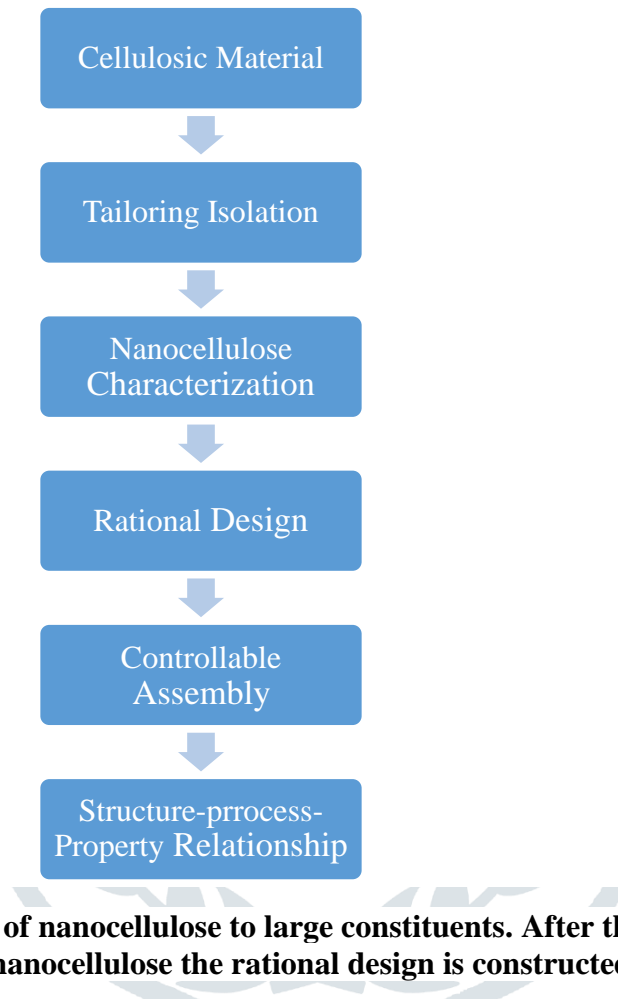 Cellulosic Material
Tailoring Isolation
Nanocellulose
Characterization
Rational Design
Controllable
Assembly
Structure-prrocess-
Property Relationship
of nanocellulose to large constituents. After th
nanocellulose the rational design is constructed